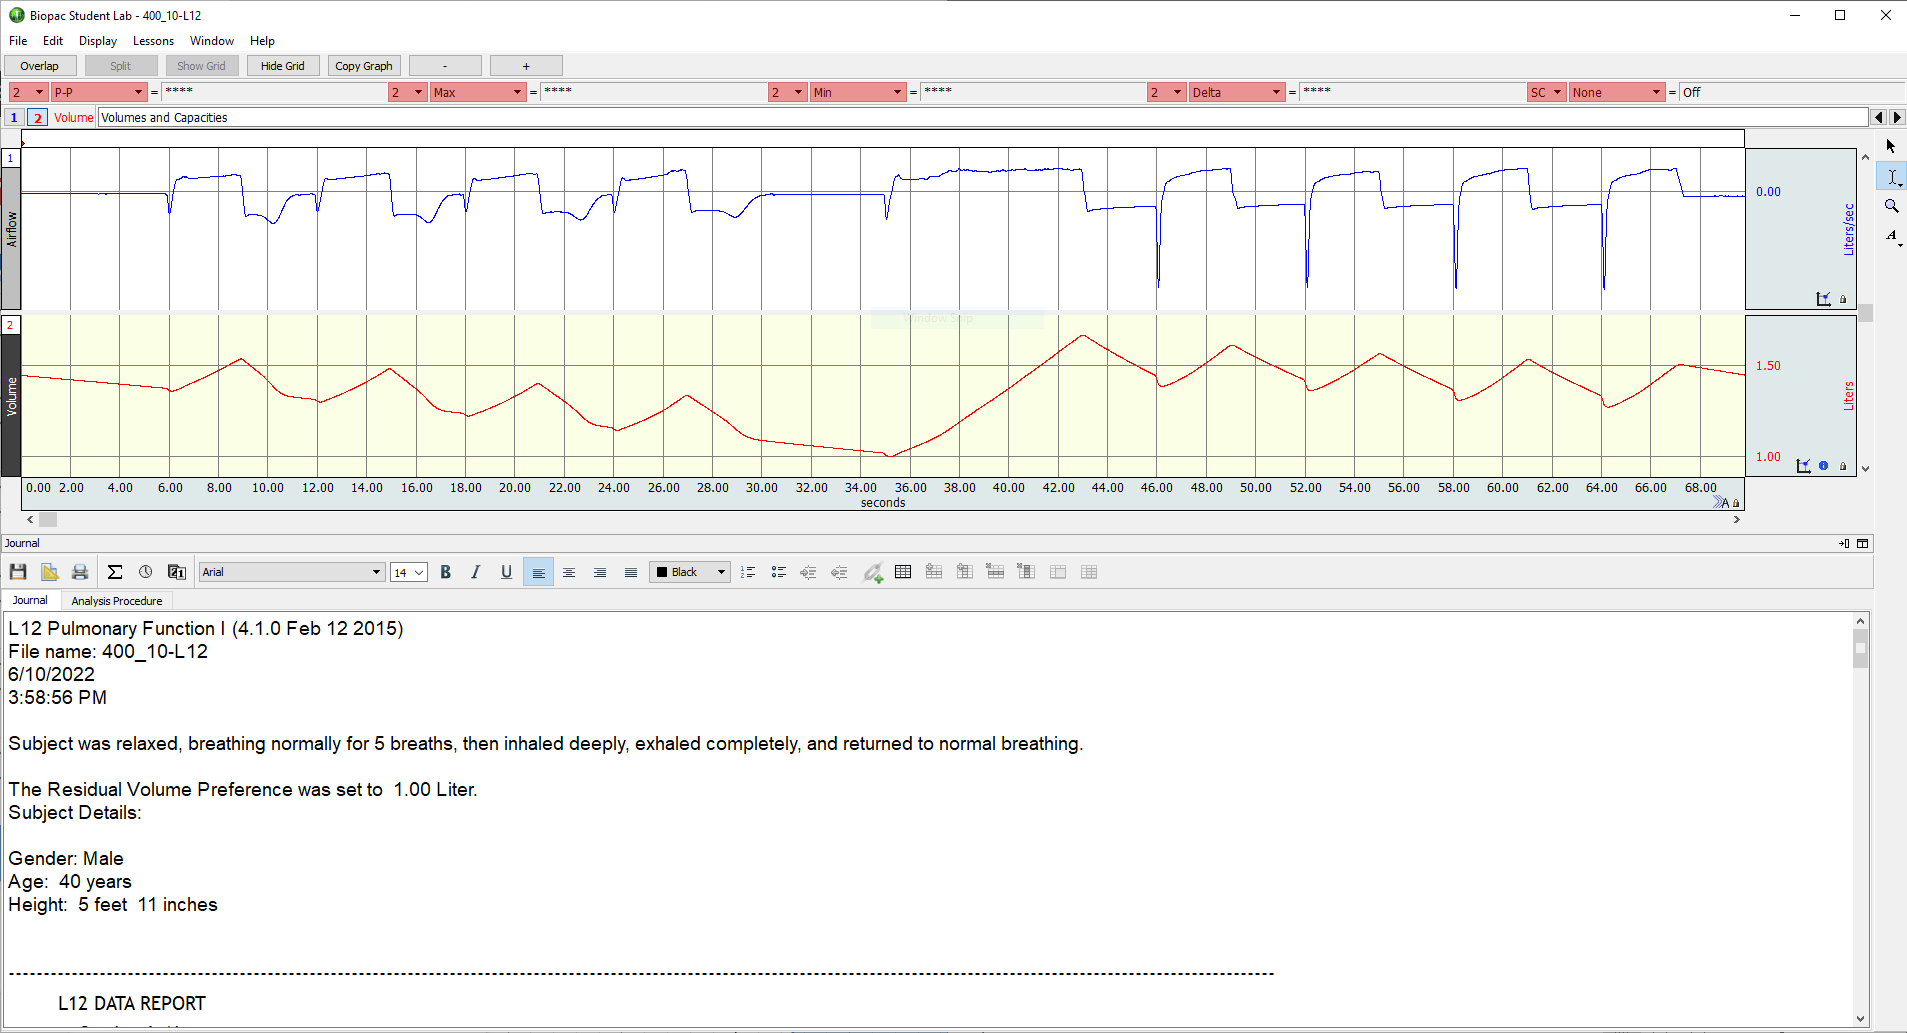 Biopac Student Lab - 400_10-L12
File Edit Display Lessons Window Help
Overlap Split Show Grid Hide Grid Copy Graph - +
2 P-P = **** 2 Max = **** 2 Min = **** 2 Delta = **** SC None = Off
1 2 Volume Volumes and Capacities
1
Airflow
0.00
Liters/sec
Window Snip
2
Volume
1.50
1.00
Liters
0.00 2.00 4.00 6.00 8.00 10.00 12.00 14.00 16.00 18.00 20.00 22.00 24.00 26.00 28.00 30.00 32.00 34.00 36.00 38.00 40.00 42.00 44.00 46.00 48.00 50.00 52.00 54.00 56.00 58.00 60.00 62.00 64.00 66.00 68.00
seconds
A
Journal
Arial 14 B I U Black
Journal Analysis Procedure
L12 Pulmonary Function I (4.1.0 Feb 12 2015)
File name: 400_10-L12
6/10/2022
3:58:56 PM
Subject was relaxed, breathing normally for 5 breaths, then inhaled deeply, exhaled completely, and returned to normal breathing.
The Residual Volume Preference was set to  1.00 Liter.
Subject Details:
Gender: Male
Age:  40 years
Height:  5 feet  11 inches
L12 DATA REPORT